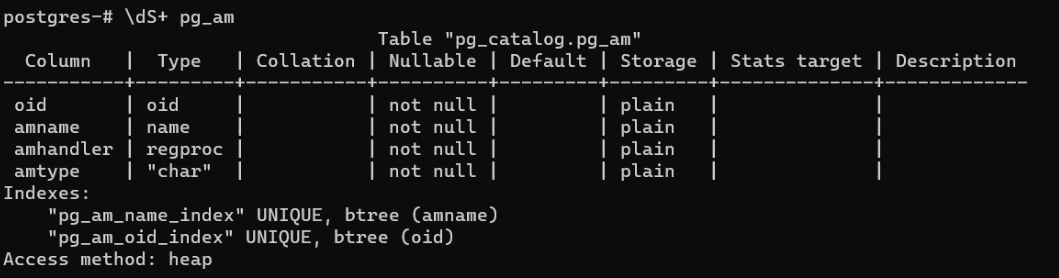 postgres-# \dS+ pg_am
                                  Table "pg_catalog.pg_am"
  Column   |  Type   | Collation | Nullable | Default | Storage | Stats target | Description
-----------+---------+-----------+----------+---------+---------+--------------+-------------
 oid       | oid     |           | not null |         | plain   |              |
 amname    | name    |           | not null |         | plain   |              |
 amhandler | regproc |           | not null |         | plain   |              |
 amtype    | "char"  |           | not null |         | plain   |              |
Indexes:
    "pg_am_name_index" UNIQUE, btree (amname)
    "pg_am_oid_index" UNIQUE, btree (oid)
Access method: heap